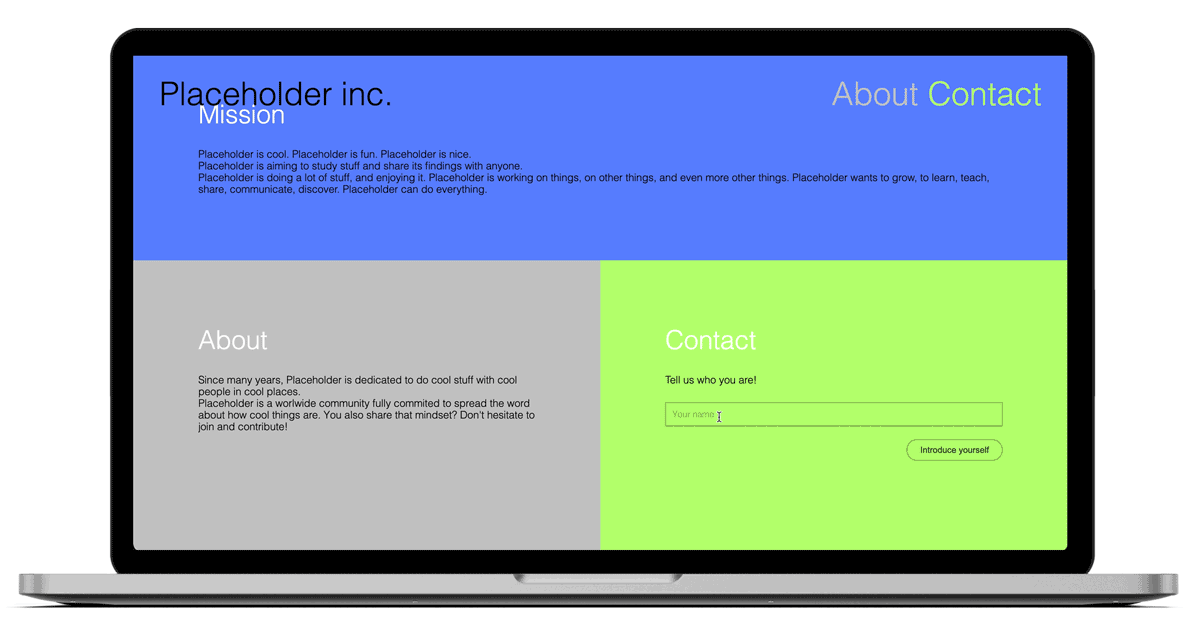 Placeholder inc.
About Contact
Mission
Placeholder is cool. Placeholder is fun. Placeholder is nice.
Placeholder is aiming to study stuff and share its findings with anyone.
Placeholder is doing a lot of stuff, and enjoying it. Placeholder is working on things, on other things, and even more other things. Placeholder wants to grow, to learn, teach,
share, communicate, discover. Placeholder can do everything.
About
Since many years, Placeholder is dedicated to do cool stuff with cool
people in cool places.
Placeholder is a worlwide community fully commited to spread the word
about how cool things are. You also share that mindset? Don't hesitate to
join and contribute!
Contact
Tell us who you are!
Your name
Introduce yourself